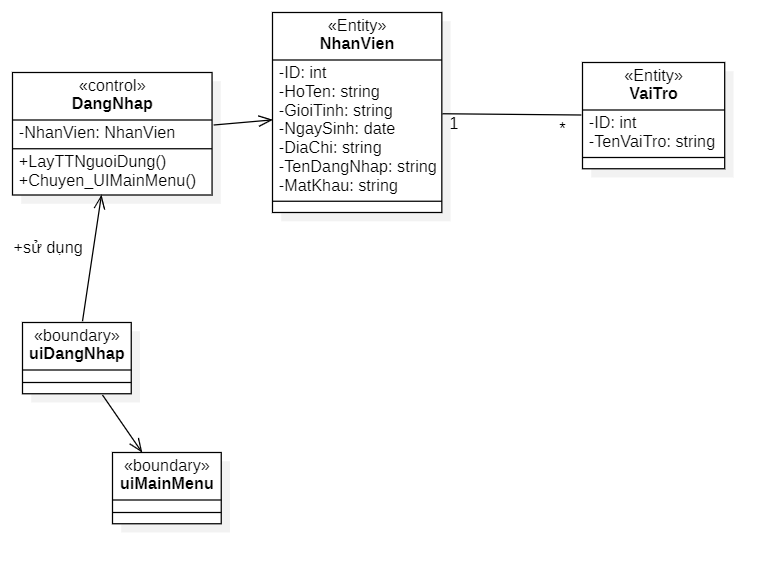 «control»
DangNhap
-NhanVien: NhanVien
+LayTTNguoiDung()
+Chuyen_UIMainMenu()
«Entity»
NhanVien
-ID: int
-HoTen: string
-GioiTinh: string
-NgaySinh: date
-DiaChi: string
-TenDangNhap: string
-MatKhau: string
1
*
«Entity»
VaiTro
-ID: int
-TenVaiTro: string
+sử dụng
«boundary»
uiDangNhap
«boundary»
uiMainMenu